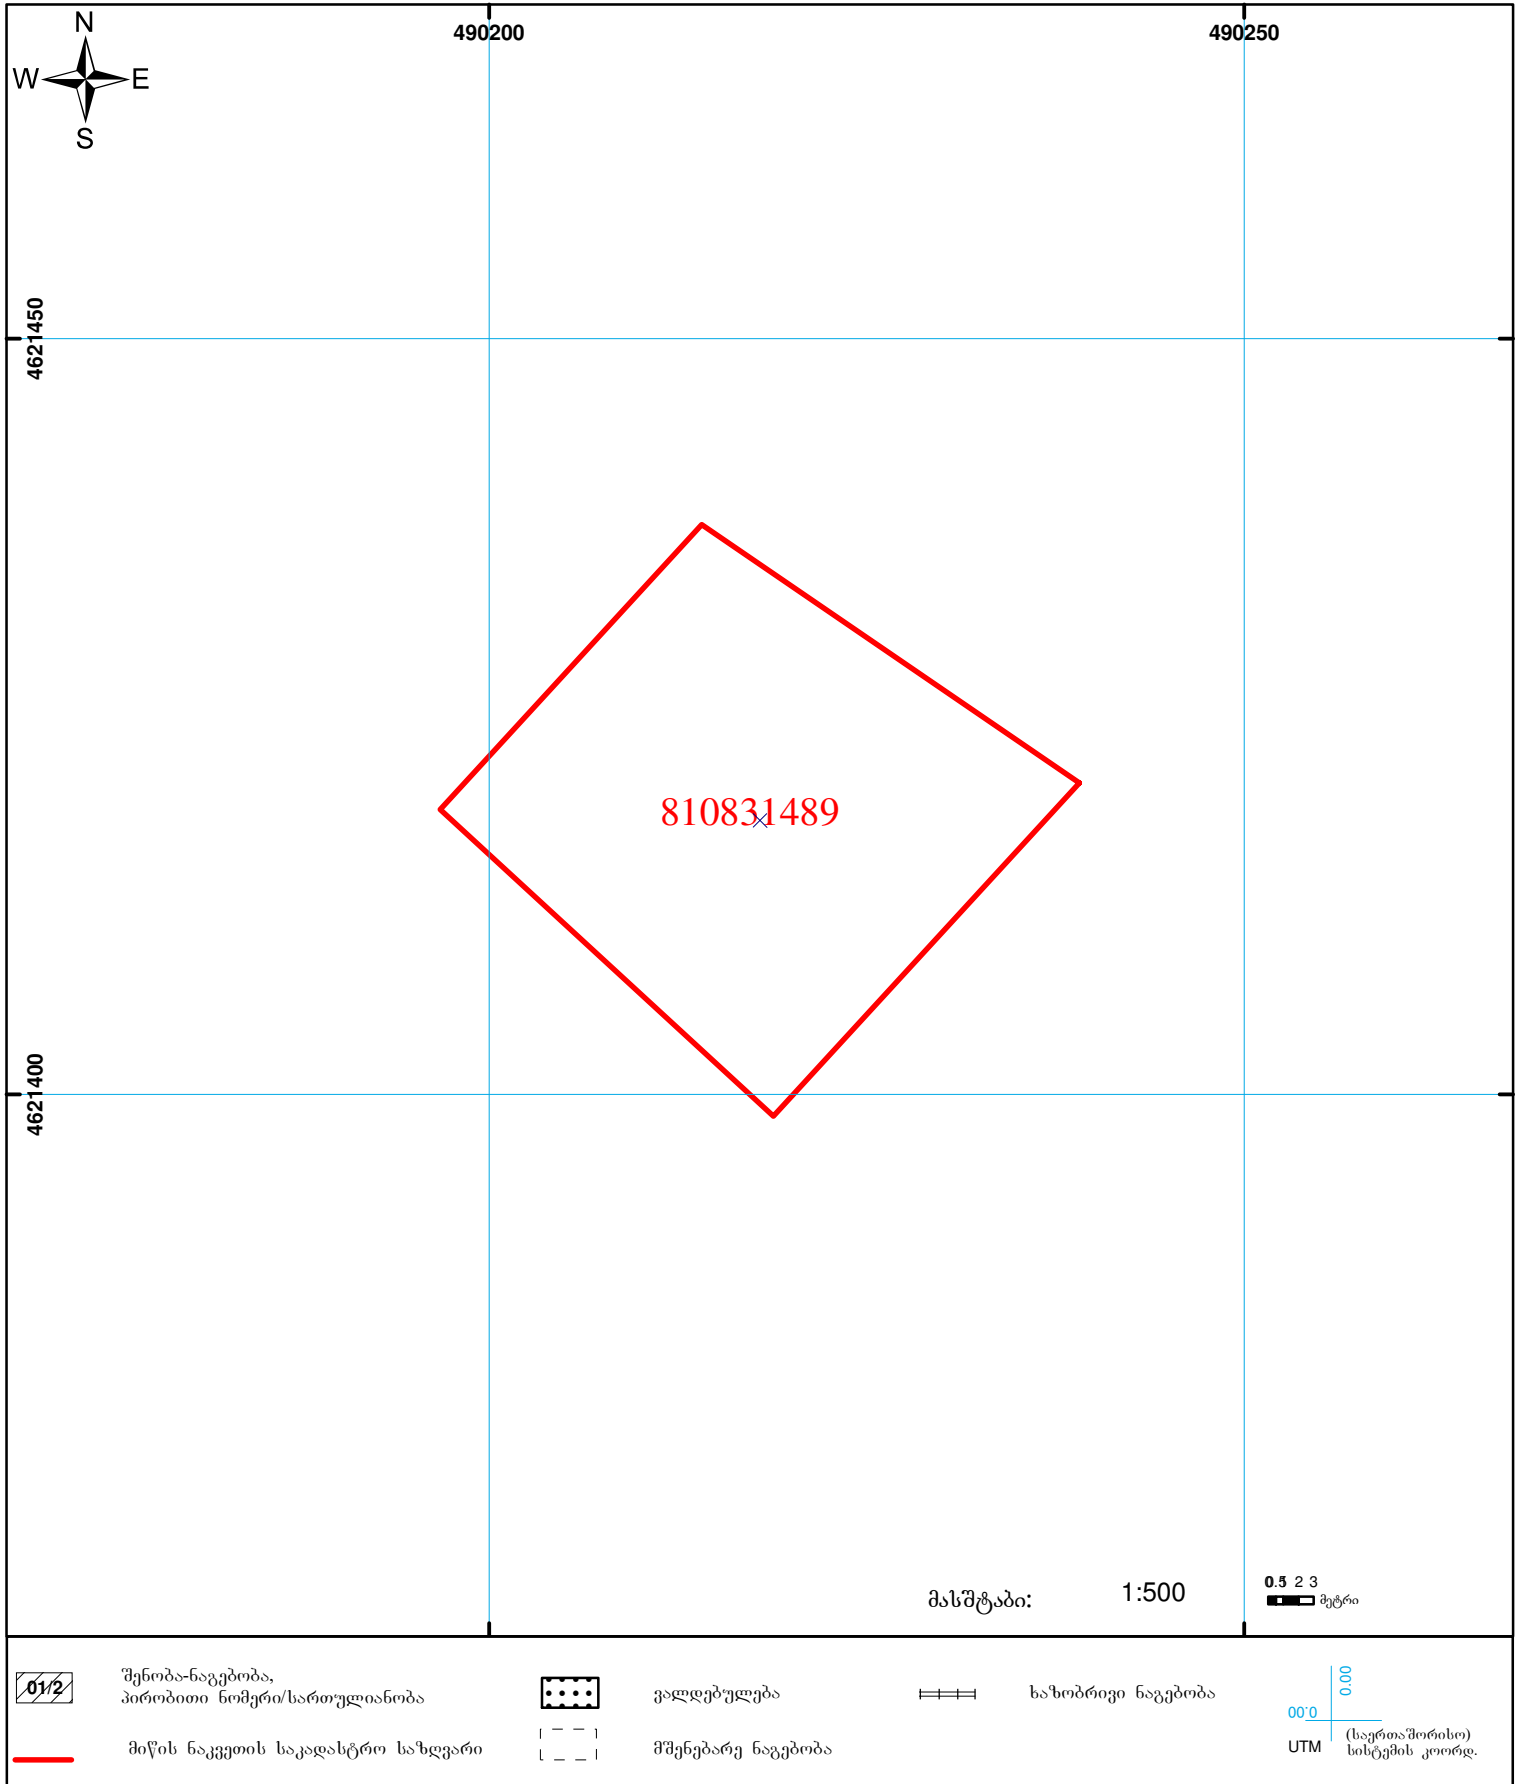 N
W E
S
490200 490250
4621450
810831489
4621400
მასშტაბი: 1:500
0.5 1 2 3
მეტრი
01/2
შენობა-ნაგებობა,
პირობითი ნომერი/სართულიანობა
ვალდებულება
ხაზობრივი ნაგებობა
მიწის ნაკვეთის საკადასტრო საზღვარი
მშენებარე ნაგებობა
00'0
00'0
UTM
(საერთაშორისო)
სისტემის კოორდ.